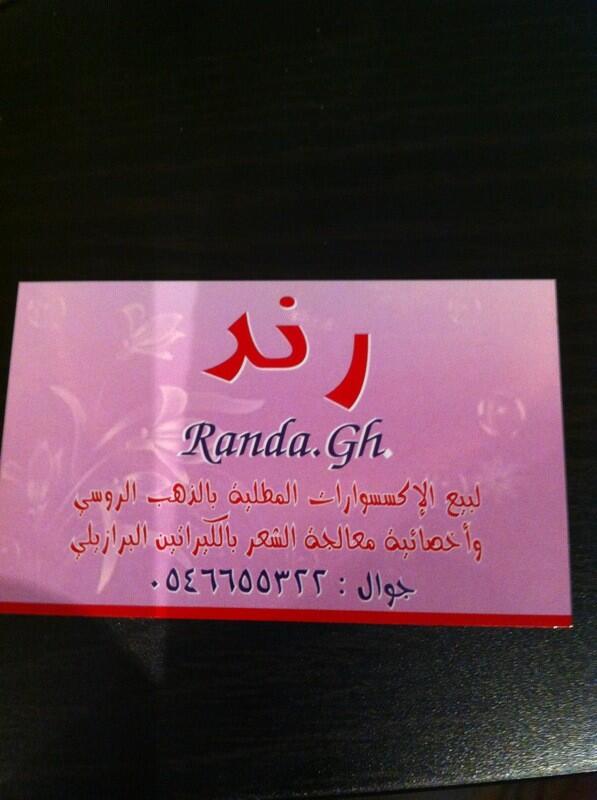 رند
Randa.Gh.
لبيع الإكسسوارات المطلية بالذهب الروسي
وأخصائية معالجة الشعر بالكيراتين البرازيلي
جوال : ٠٥٤٦٦٥٥٣٢٢